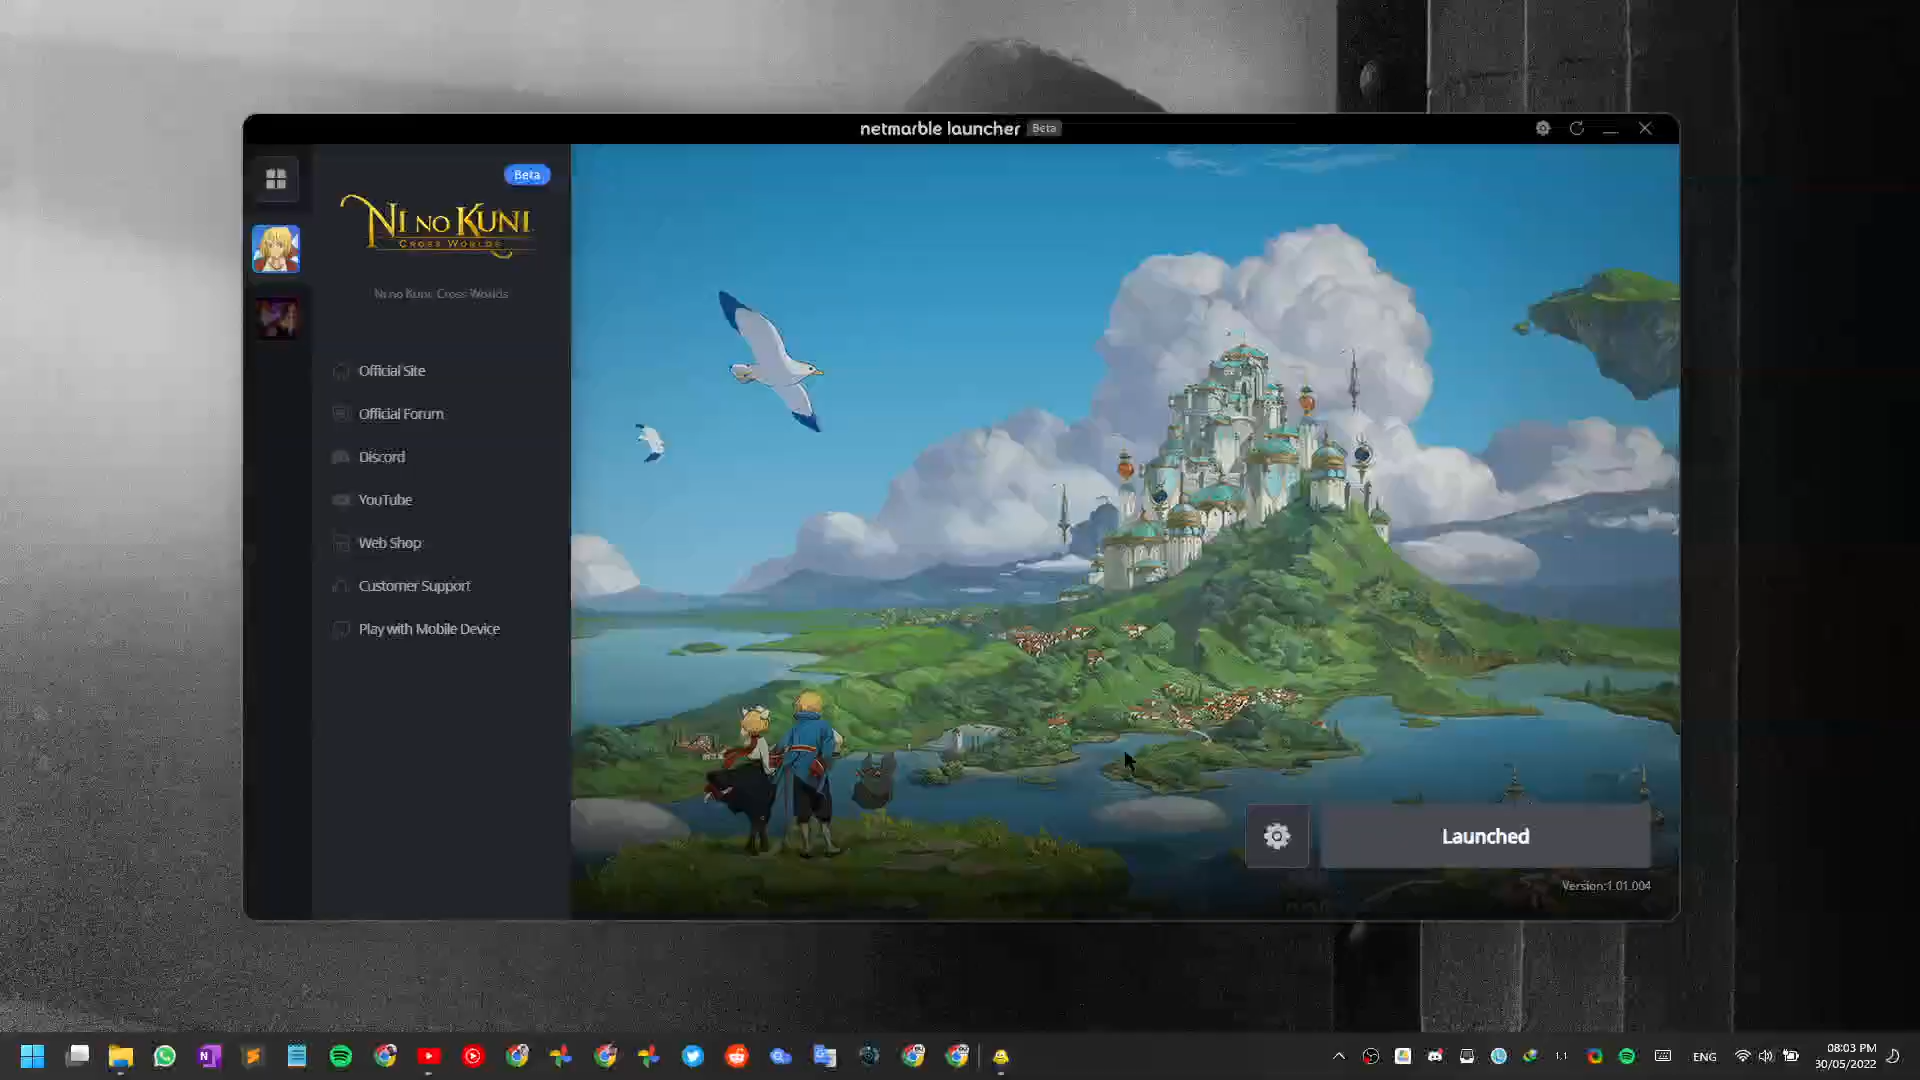 netmarble launcher Beta
Beta
NI NO KUNI
CROSS WORLDS
Ni no Kuni: Cross Worlds
Official Site
Official Forum
Discord
YouTube
Web Shop
Customer Support
Play with Mobile Device
Launched
Version:1.01.004
1.1
ENG
08:03 PM
30/05/2022